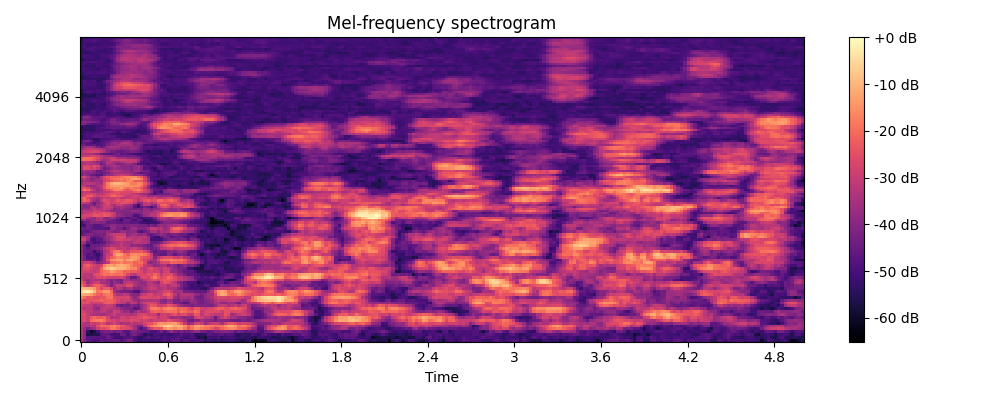 Mel-frequency spectrogram
+0 dB
-10 dB
-20 dB
-30 dB
-40 dB
-50 dB
-60 dB
Hz
4096
2048
1024
512
0
0 0.6 1.2 1.8 2.4 3 3.6 4.2 4.8
Time